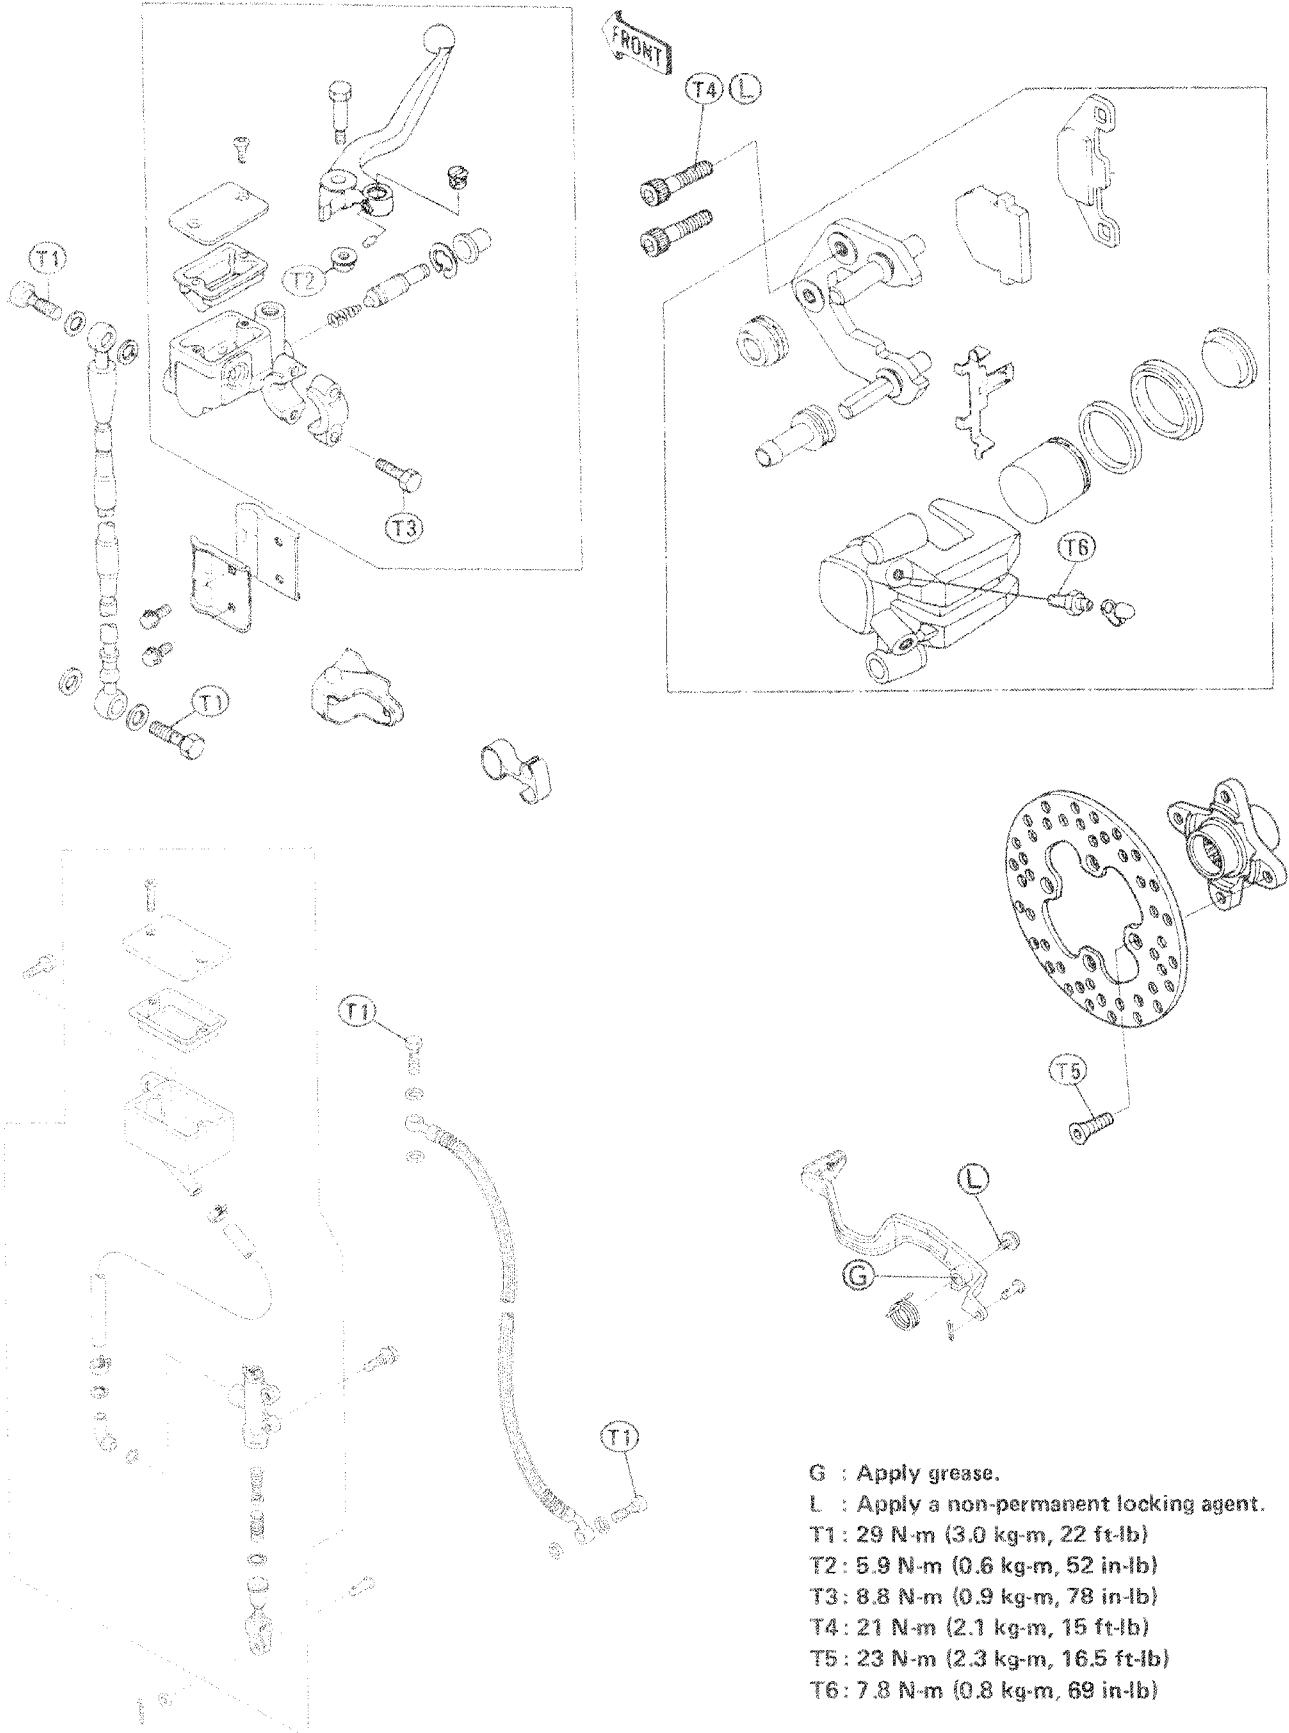 FRONT
T4 L
T1
T2
T3
T6
T1
T5
T1
L
G
T1
G : Apply grease.
L : Apply a non-permanent locking agent.
T1: 29 N-m (3.0 kg-m, 22 ft-lb)
T2: 5.9 N-m (0.6 kg-m, 52 in-lb)
T3: 8.8 N-m (0.9 kg-m, 78 in-lb)
T4: 21 N-m (2.1 kg-m, 15 ft-lb)
T5: 23 N-m (2.3 kg-m, 16.5 ft-lb)
T6: 7.8 N-m (0.8 kg-m, 69 in-lb)